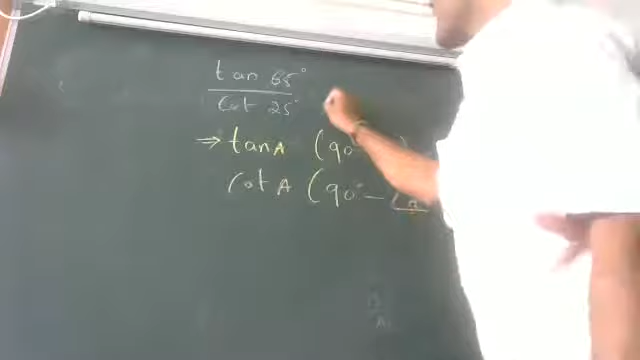 tan 65°
cot 25°
⇒ tan A (90°
cot A (90° —